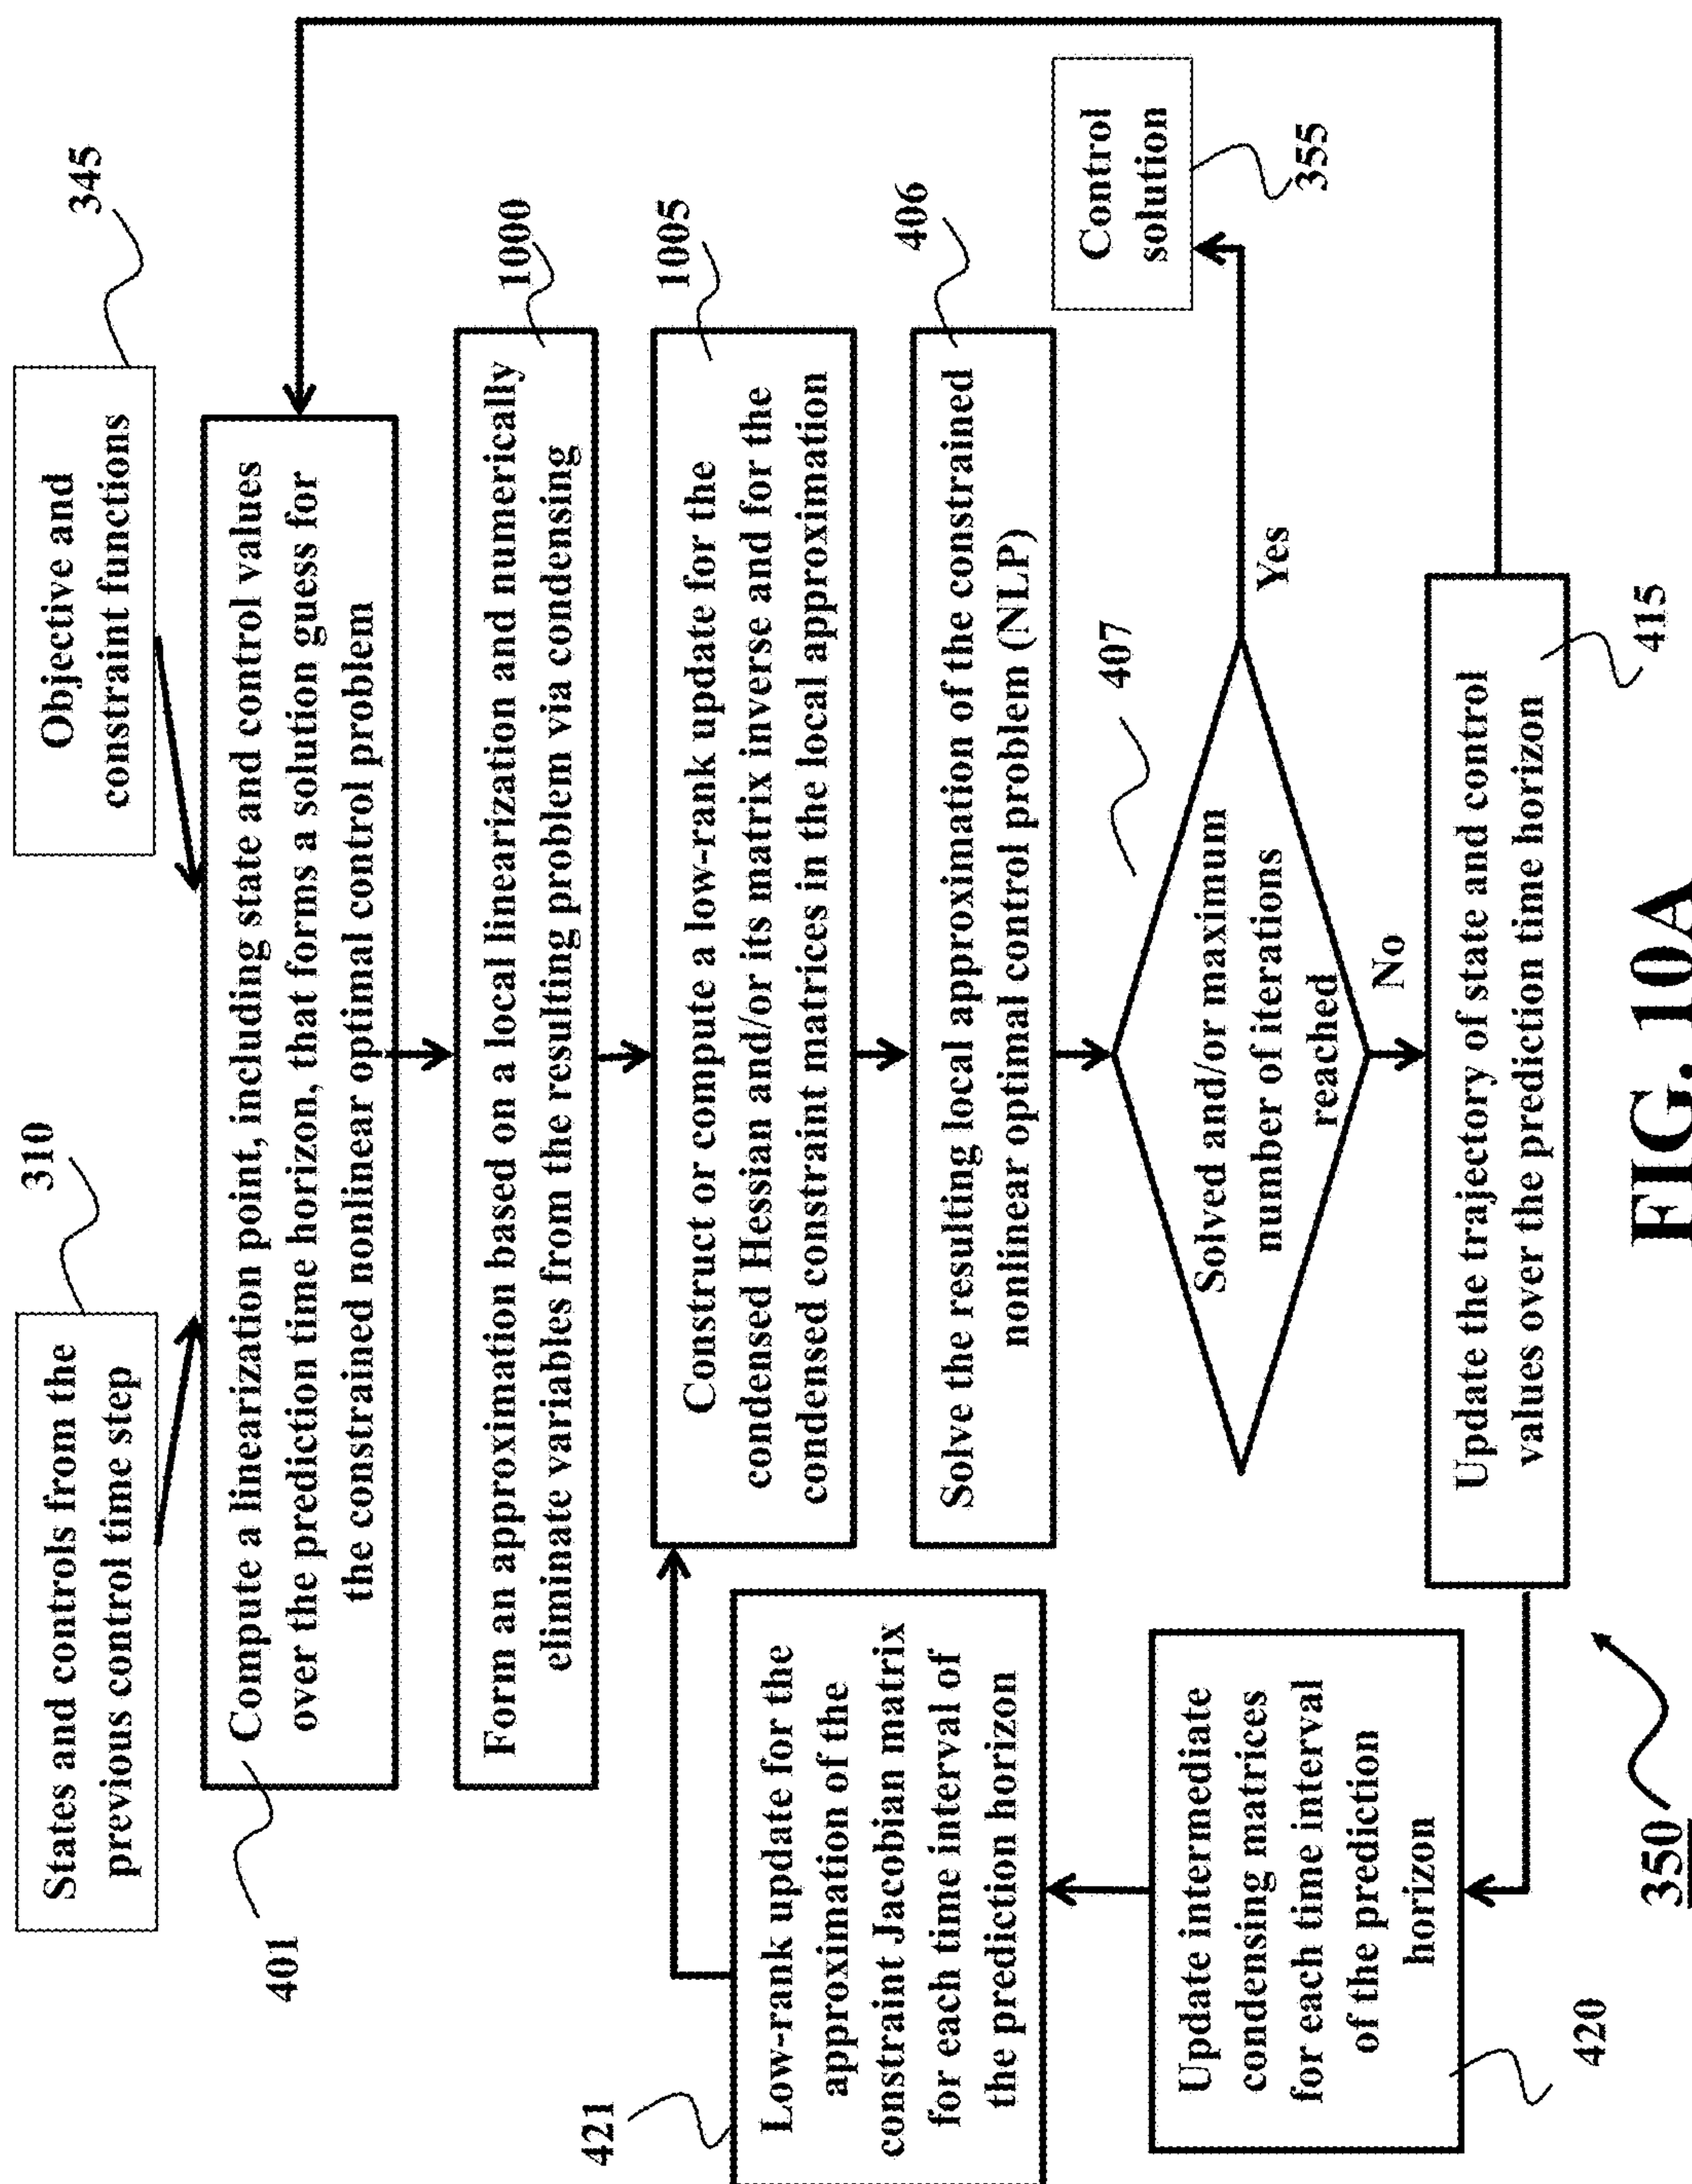 310
States and controls from the
previous control time step
345
Objective and
constraint functions
401
Compute a linearization point, including state and control values
over the prediction time horizon, that forms a solution guess for
the constrained nonlinear optimal control problem
1000
Form an approximation based on a local linearization and numerically
eliminate variables from the resulting problem via condensing
1005
Construct or compute a low-rank update for the
condensed Hessian and/or its matrix inverse and for the
condensed constraint matrices in the local approximation
421
Low-rank update for the
approximation of the
constraint Jacobian matrix
for each time interval of
the prediction horizon
406
Solve the resulting local approximation of the constrained
nonlinear optimal control problem (NLP)
407
Solved and/or maximum
number of iterations
reached
Yes
Control
solution
355
No
Update intermediate
condensing matrices
for each time interval
of the prediction
horizon
420
Update the trajectory of state and control
values over the prediction time horizon
415
350
FIG. 10A